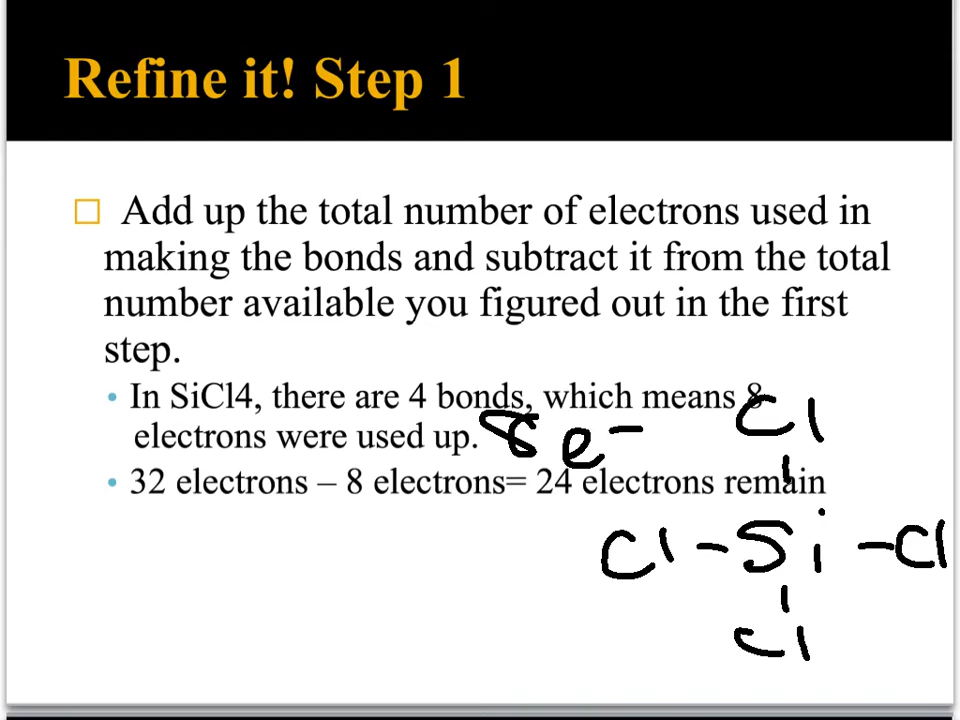 Refine it! Step 1
Add up the total number of electrons used in
making the bonds and subtract it from the total
number available you figured out in the first
step.
• In SiCl4, there are 4 bonds, which means 8
electrons were used up.
• 32 electrons – 8 electrons= 24 electrons remain
8e-
Cl
Cl-Si-Cl
Cl